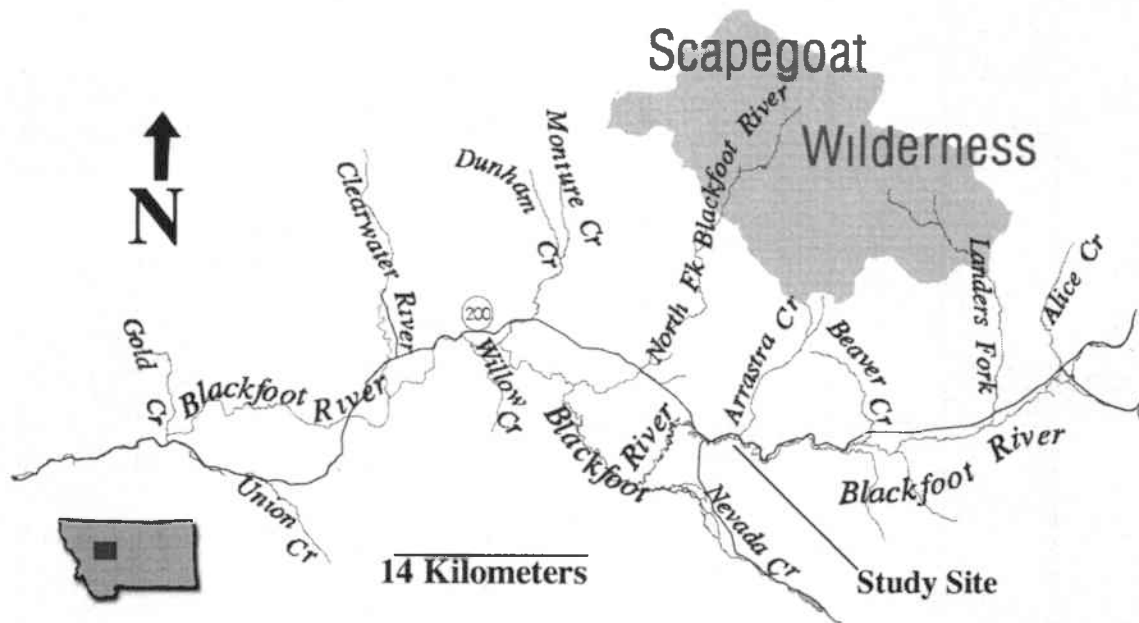 Scapegoat
Wilderness
N
Gold Cr
Blackfoot River
Union Cr
Clearwater River
200
Willow Cr
Dunham Cr
Monture Cr
North Fk Blackfoot River
Blackfoot River
Nevada Cr
Arrastra Cr
Beaver Cr
Landers Fork
Alice Cr
Blackfoot River
14 Kilometers
Study Site